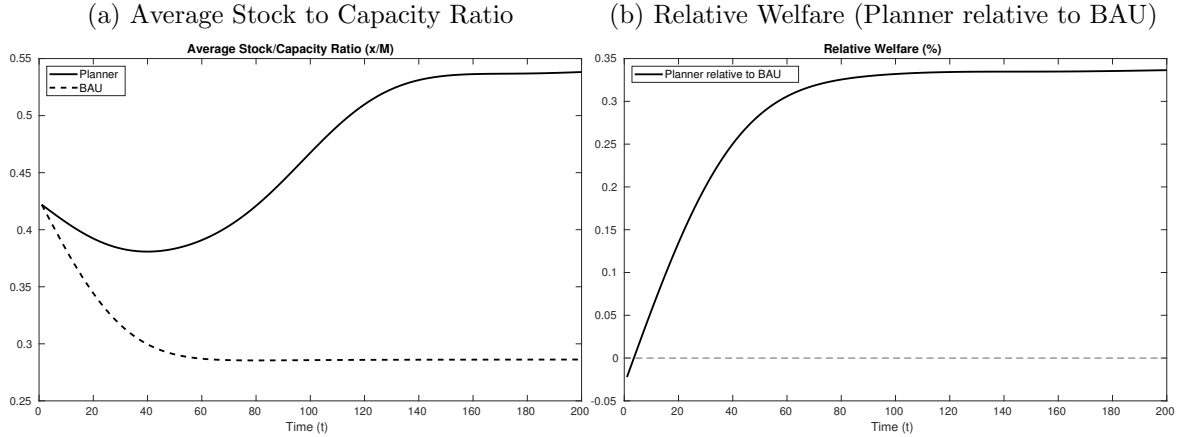 (a) Average Stock to Capacity Ratio
Average Stock/Capacity Ratio (x/M)
Planner
BAU
0.55
0.5
0.45
0.4
0.35
0.3
0.25
0 20 40 60 80 100 120 140 160 180 200
Time (t)
(b) Relative Welfare (Planner relative to BAU)
Relative Welfare (%)
Planner relative to BAU
0.35
0.3
0.25
0.2
0.15
0.1
0.05
0
-0.05
0 20 40 60 80 100 120 140 160 180 200
Time (t)